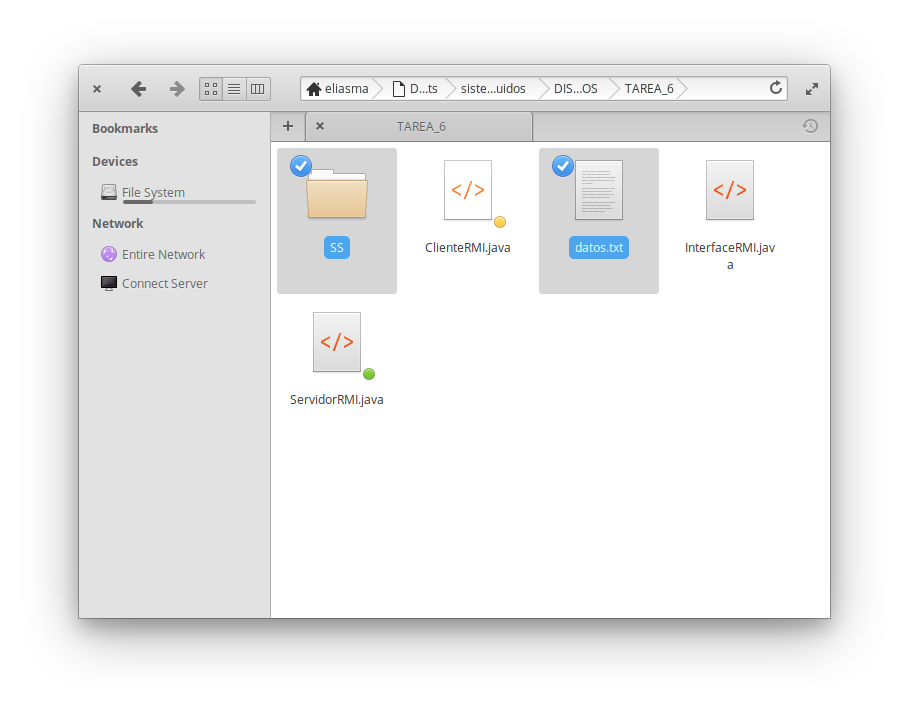 eliasma D...ts siste...uidos DIS...OS TAREA_6
Bookmarks
Devices
File System
Network
Entire Network
Connect Server
TAREA_6
SS
ClienteRMI.java
datos.txt
InterfaceRMI.jav
a
ServidorRMI.java